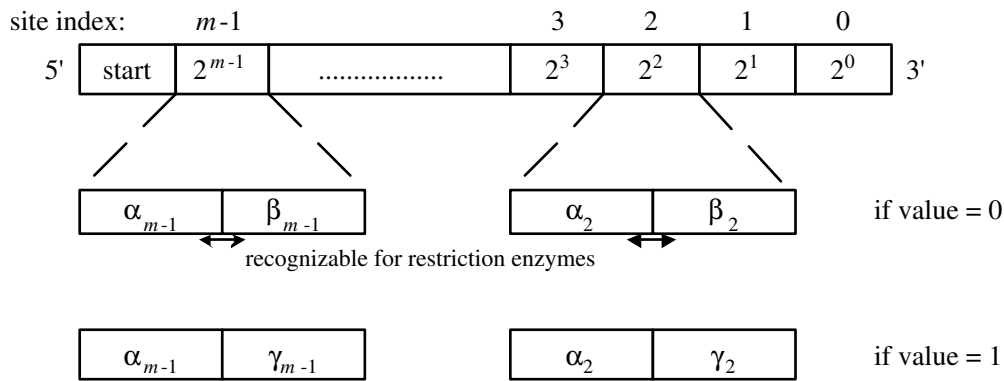 site index: m-1 3 2 1 0
5' start 2^{m-1} .................. 2^3 2^2 2^1 2^0 3'
α_{m-1} β_{m-1} α_2 β_2 if value = 0
recognizable for restriction enzymes
α_{m-1} γ_{m-1} α_2 γ_2 if value = 1